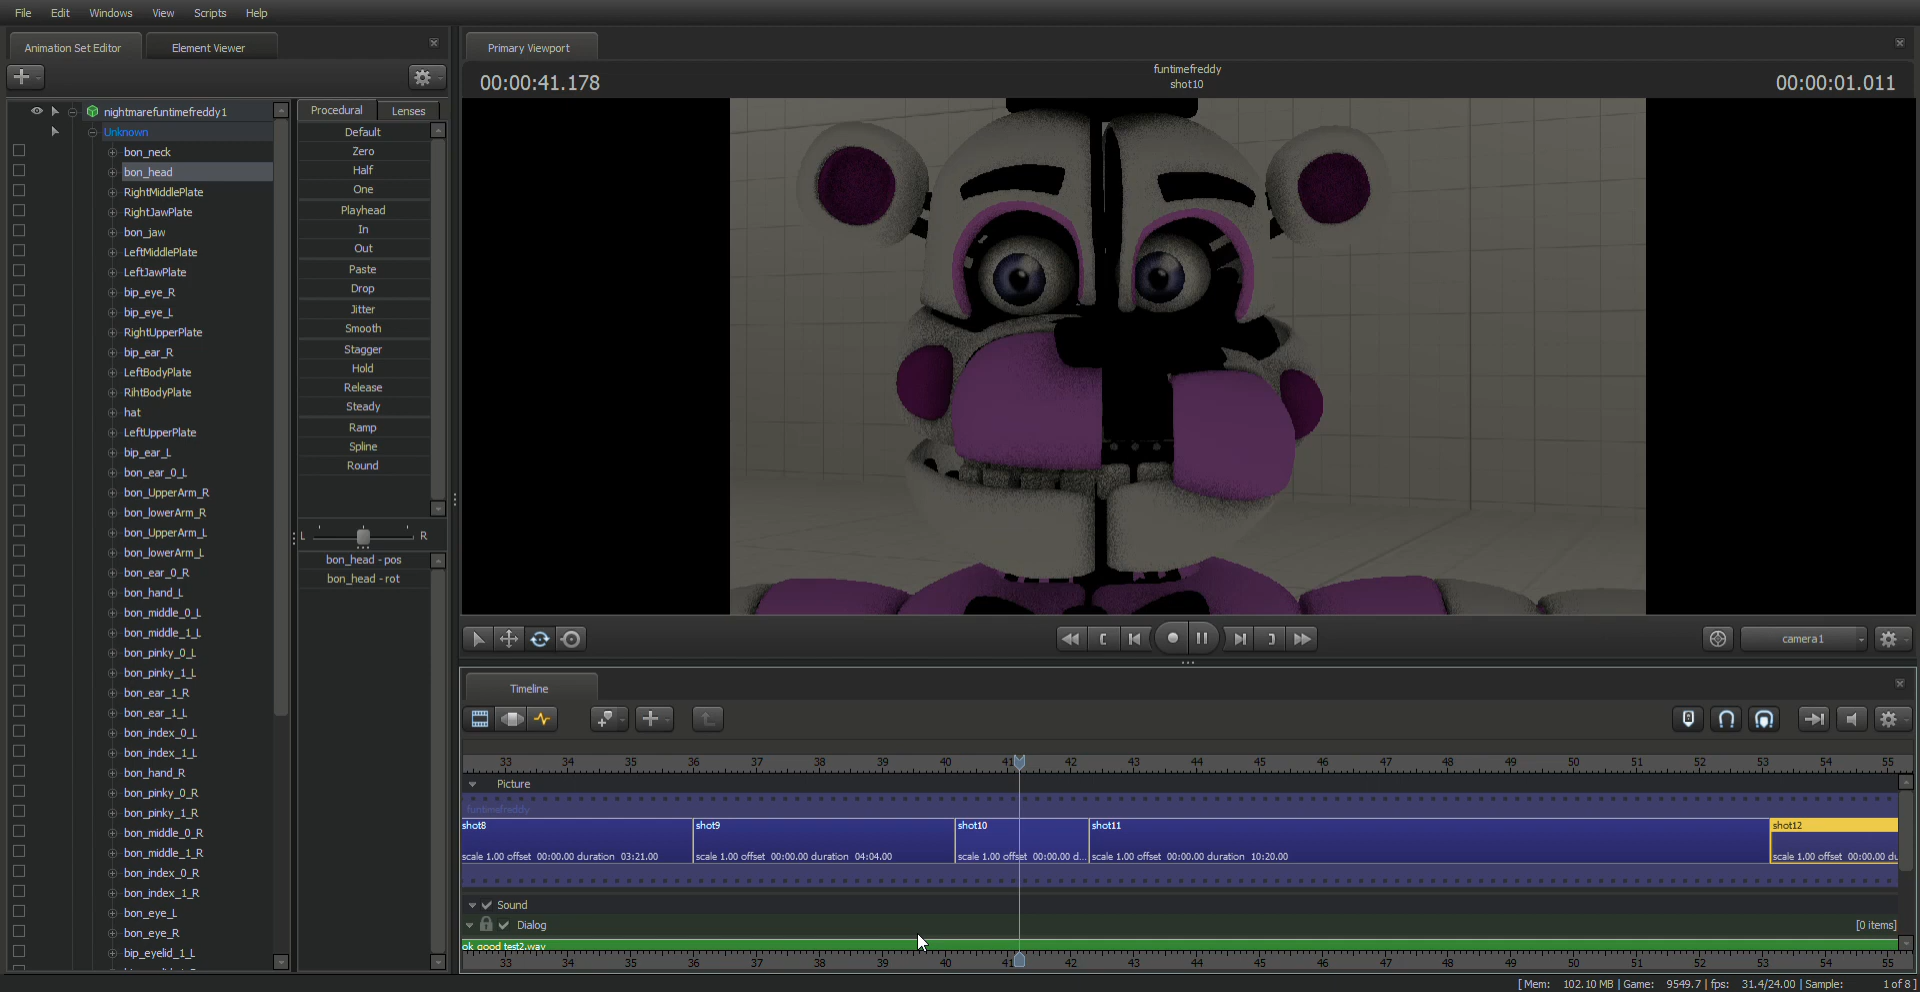 File Edit Windows View Scripts Help
Animation Set Editor Element Viewer
Primary Viewport
00:00:41.178
funtimefreddy
shot10
00:00:01.011
nightmarefuntimefreddy1
Unknown
bon_neck
bon_head
RightMiddlePlate
RightJawPlate
bon_jaw
LeftMiddlePlate
LeftJawPlate
bip_eye_R
bip_eye_L
RightUpperPlate
bip_ear_R
LeftBodyPlate
RihtBodyPlate
hat
LeftUpperPlate
bip_ear_L
bon_ear_0_L
bon_UpperArm_R
bon_lowerArm_R
bon_UpperArm_L
bon_lowerArm_L
bon_ear_0_R
bon_hand_L
bon_middle_0_L
bon_middle_1_L
bon_pinky_0_L
bon_pinky_1_L
bon_ear_1_R
bon_ear_1_L
bon_index_0_L
bon_index_1_L
bon_hand_R
bon_pinky_0_R
bon_pinky_1_R
bon_middle_0_R
bon_middle_1_R
bon_index_0_R
bon_index_1_R
bon_eye_L
bon_eye_R
bip_eyelid_1_L
Procedural Lenses
Default
Zero
Half
One
Playhead
In
Out
Paste
Drop
Jitter
Smooth
Stagger
Hold
Release
Steady
Ramp
Spline
Round
L R
bon_head - pos
bon_head - rot
camera1
Timeline
33 34 35 36 37 38 39 40 41 42 43 44 45 46 47 48 49 50 51 52 53 54 55
Picture
funtimefreddy
shot8 shot9 shot10 shot11 shot12
scale 1.00 offset 00:00.00 duration 03:21.00 scale 1.00 offset 00:00.00 duration 04:04.00 scale 1.00 offset 00:00.00 d... scale 1.00 offset 00:00.00 duration 10:20.00 scale 1.00 offset 00:00.00 du
Sound
Dialog [0 items]
ok good test2.wav
33 34 35 36 37 38 39 40 41 42 43 44 45 46 47 48 49 50 51 52 53 54 55
[ Mem: 102.10 MB | Game: 9549.7 | fps: 31.4/24.00 | Sample: 1 of 8 ]